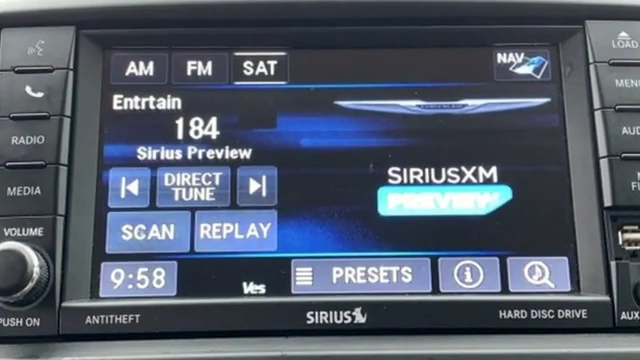 AM FM SAT NAV
Entrtain
184
Sirius Preview
DIRECT
TUNE
SCAN REPLAY
SIRIUSXM
PREVIEW
9:58
Ves
PRESETS
RADIO
MEDIA
VOLUME
PUSH ON
ANTITHEFT
SIRIUS
HARD DISC DRIVE
LOAD
MENU
AUD
AUX